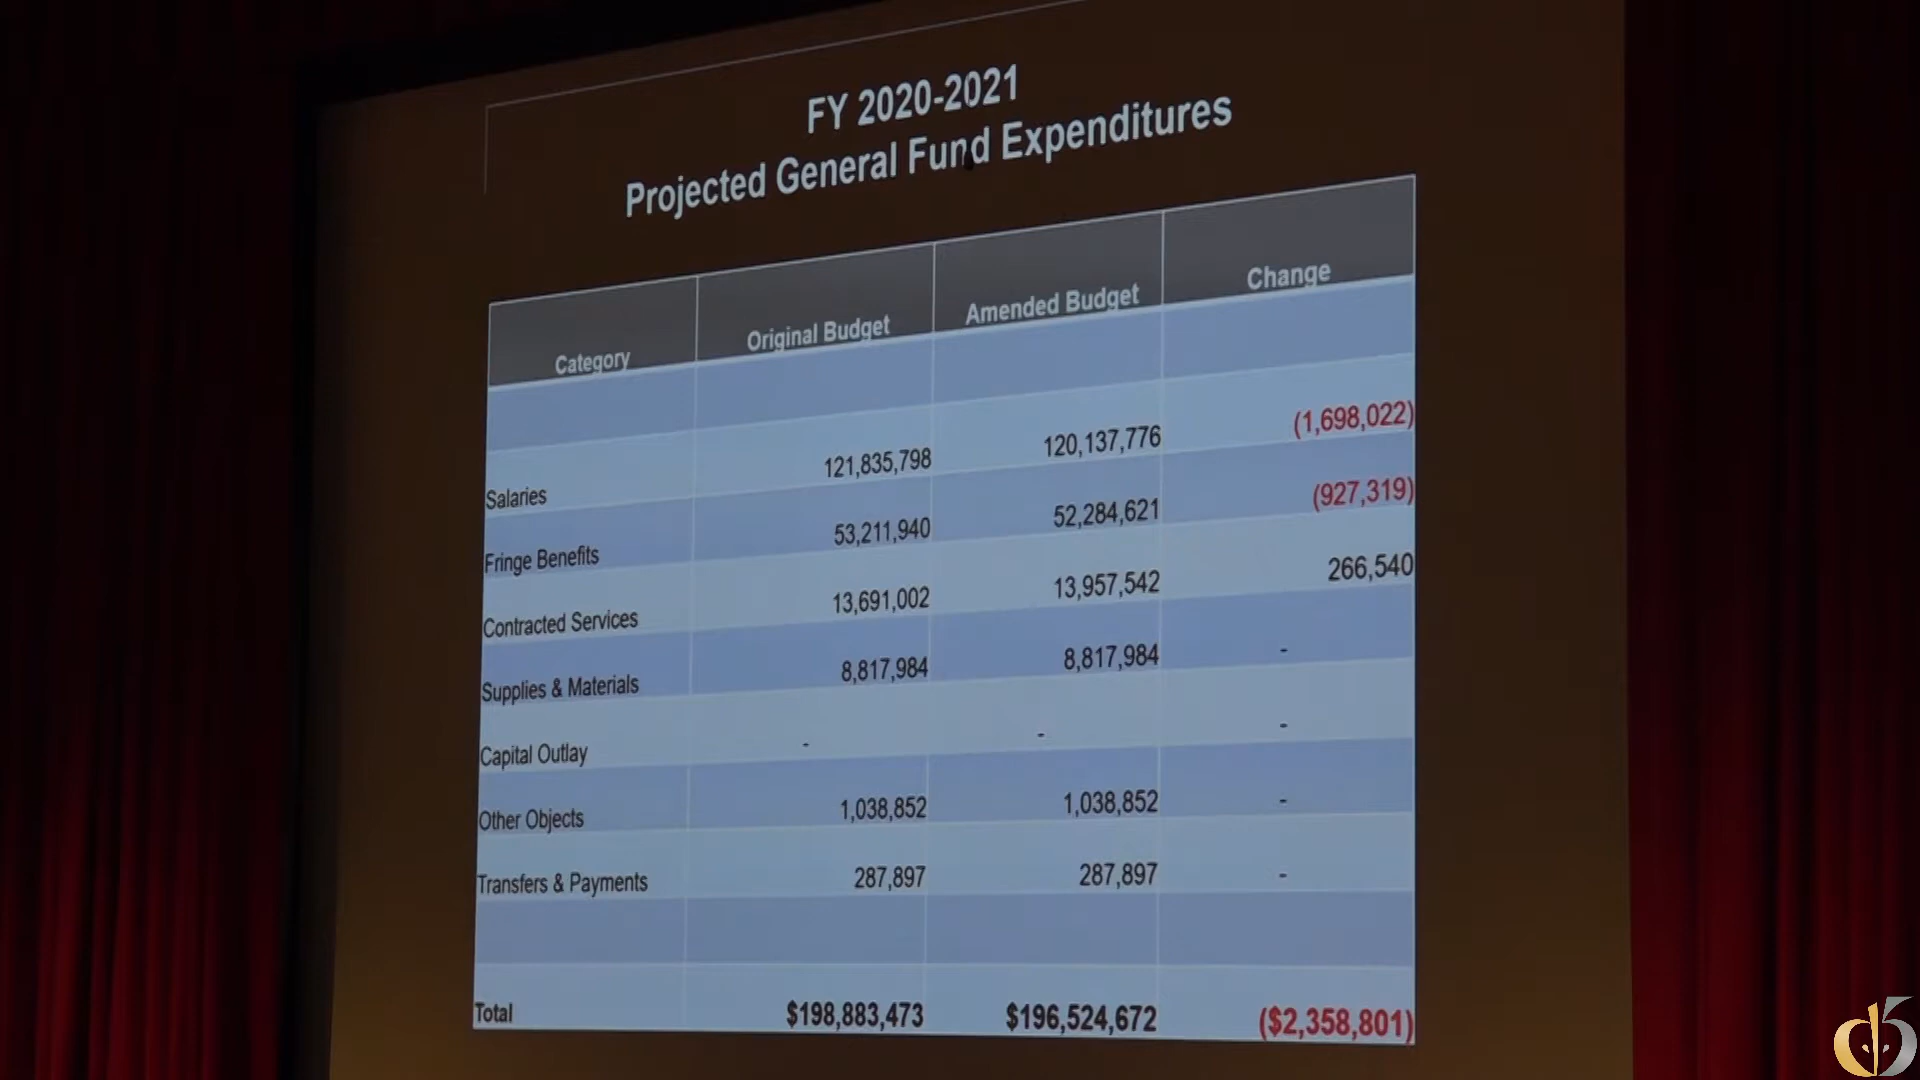 FY 2020-2021
Projected General Fund Expenditures
Category Original Budget Amended Budget Change
Salaries 121,835,798 120,137,776 (1,698,022)
Fringe Benefits 53,211,940 52,284,621 (927,319)
Contracted Services 13,691,002 13,957,542 266,540
Supplies & Materials 8,817,984 8,817,984 -
Capital Outlay - - -
Other Objects 1,038,852 1,038,852 -
Transfers & Payments 287,897 287,897 -
Total $198,883,473 $196,524,672 ($2,358,801)
d5